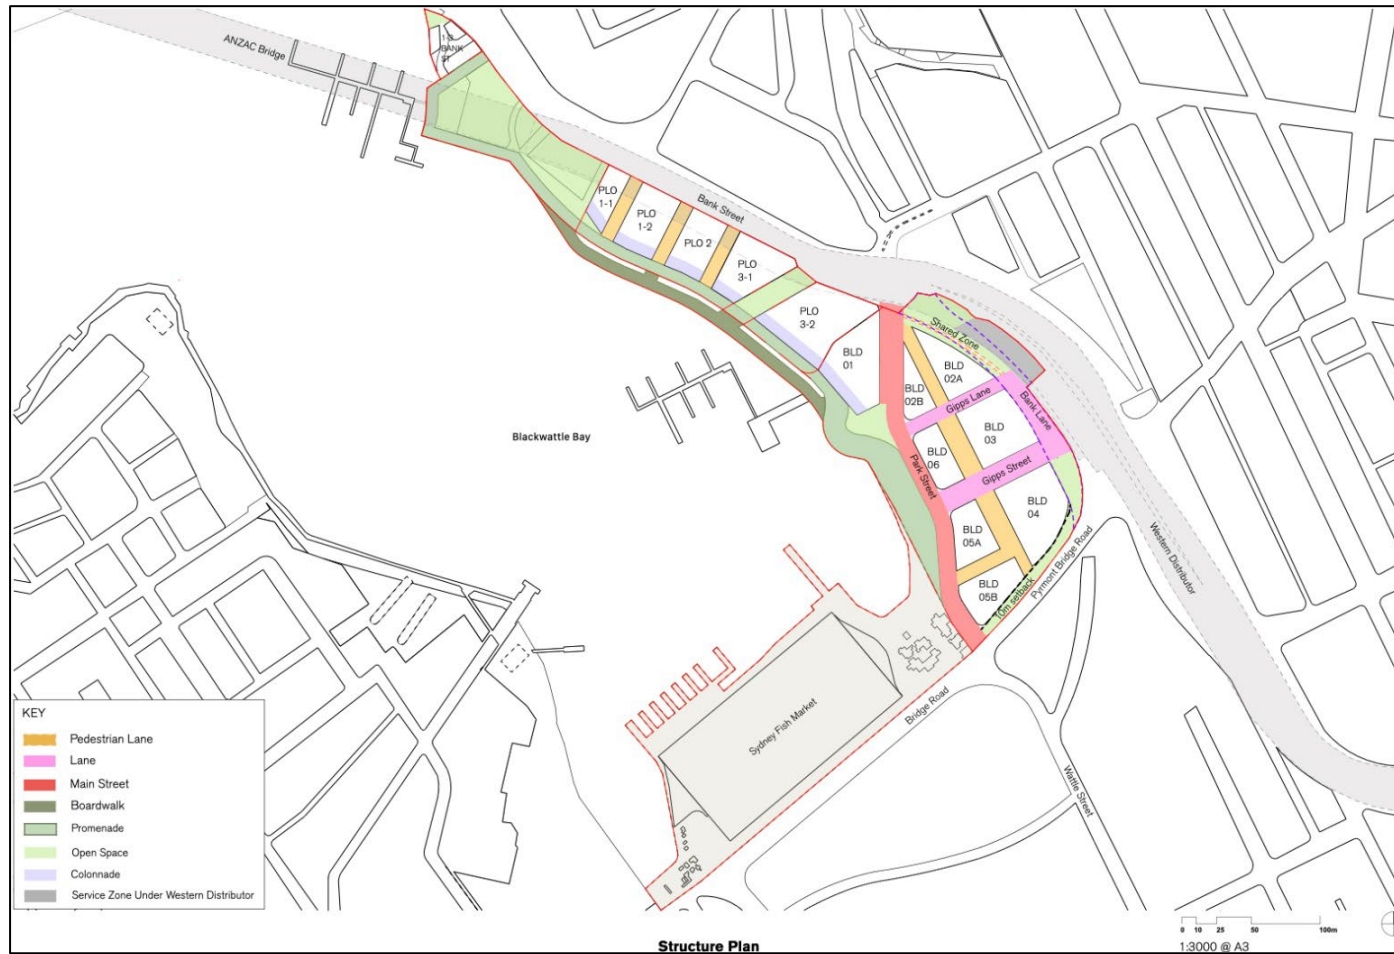 ANZAC Bridge
1-3
BANK
ST
PLO
1-1
PLO
1-2
PLO 2
PLO
3-1
PLO
3-2
Bank Street
BLD
01
Shared Zone
BLD
02A
BLD
02B
Gipps Lane
Bank Lane
BLD
03
BLD
06
Park Street
Gipps Street
BLD
04
BLD
05A
BLD
05B
10m setback
Pyrmont Bridge Road
Western Distributor
Blackwattle Bay
Sydney Fish Market
Bridge Road
Wattle Street
KEY
Pedestrian Lane
Lane
Main Street
Boardwalk
Promenade
Open Space
Colonnade
Service Zone Under Western Distributor
Structure Plan
0 10 25 50 100m
1:3000 @ A3